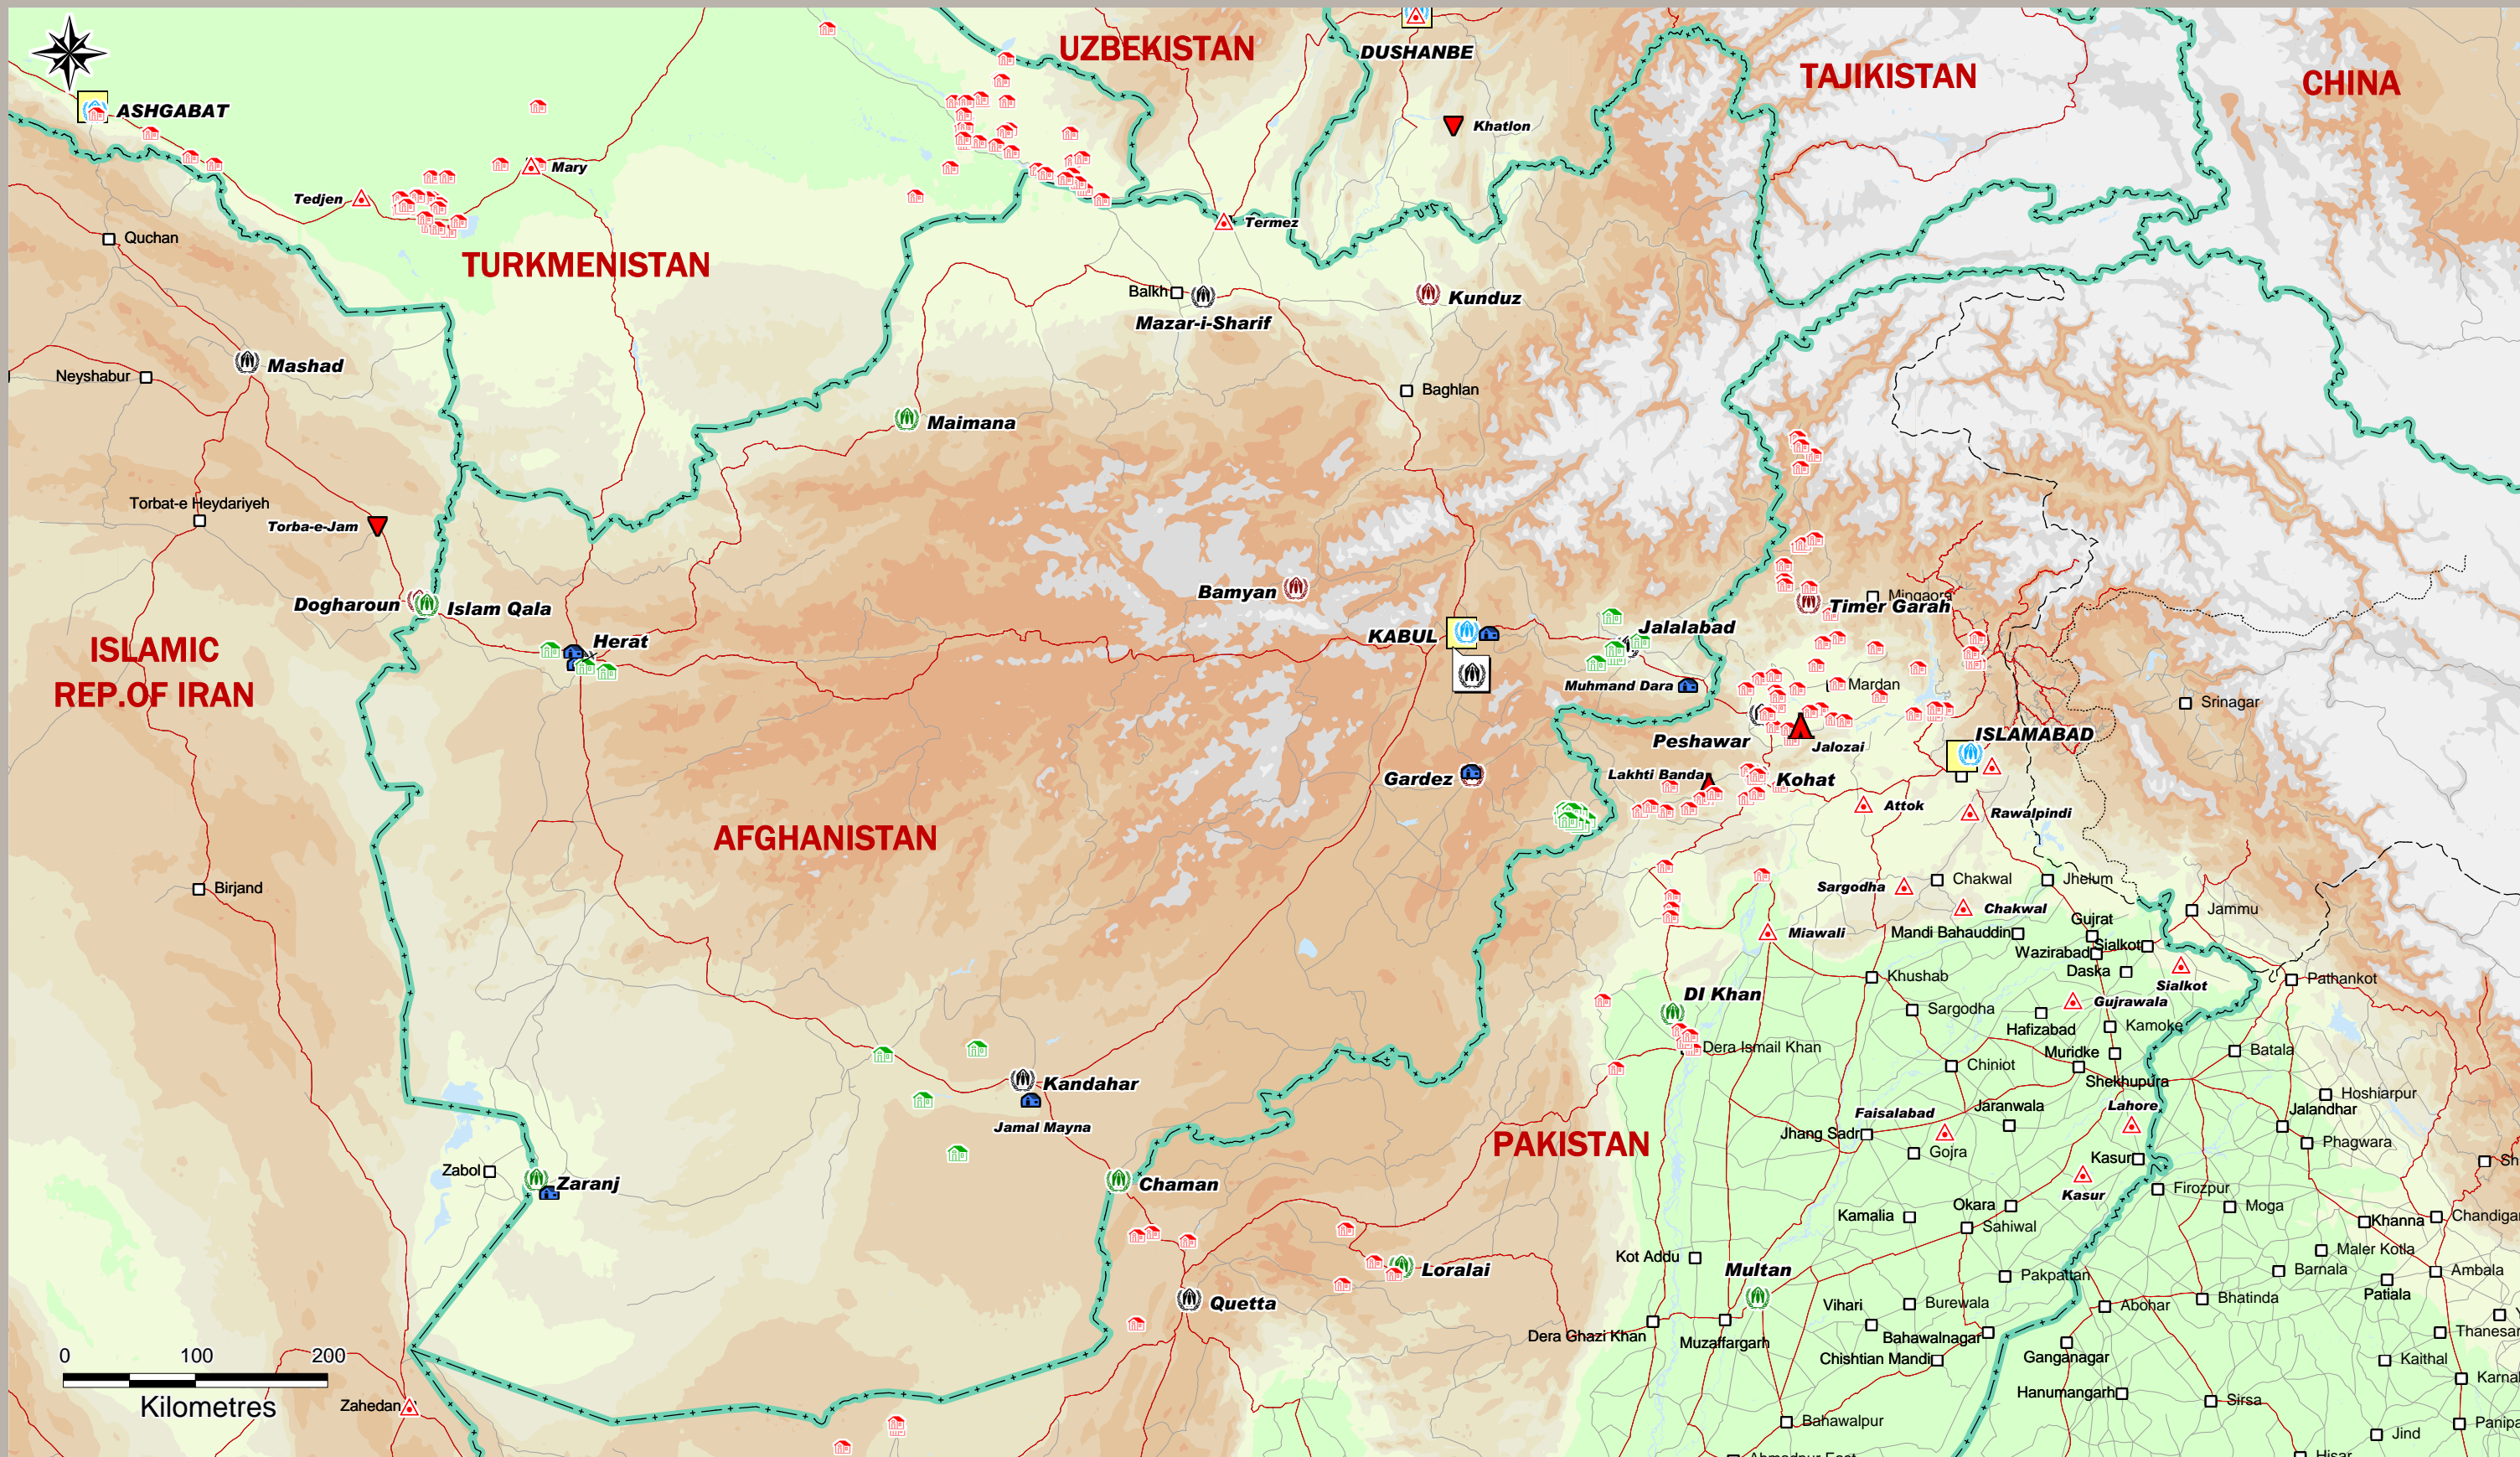 UZBEKISTAN
DUSHANBE
TAJIKISTAN
CHINA
ASHGABAT
Khatlon
Mary
Tedjen
Termez
Quchan
TURKMENISTAN
Balkh
Kunduz
Mazar-i-Sharif
Mashad
Neyshabur
Baghlan
Maimana
Torbat-e Heydariyeh
Torba-e-Jam
Bamyan
Mingaora
Dogharoun
Islam Qala
Timer Garah
Jalalabad
KABUL
Herat
ISLAMIC
REP.OF IRAN
Muhmand Dara
Mardan
Srinagar
Peshawar
ISLAMABAD
Jalozai
Lakhti Banda
Gardez
Kohat
Attok
Rawalpindi
AFGHANISTAN
Birjand
Sargodha
Chakwal
Jhelum
Chakwal
Jammu
Gujrat
Miawali
Mandi Bahauddin
Sialkot
Wazirabad
Daska
Khushab
Pathankot
Sialkot
DI Khan
Gujrawala
Sargodha
Hafizabad
Kamoke
Dera Ismail Khan
Muridke
Batala
Chiniot
Kandahar
Shekhupura
Hoshiarpur
Jamal Mayna
Faisalabad
Jaranwala
Lahore
Jalandhar
PAKISTAN
Jhang Sadr
Phagwara
Gojra
Kasur
Sh
Zabol
Zaranj
Chaman
Kasur
Firozpur
Okara
Moga
Kamalia
Sahiwal
Khanna
Chandigar
Kot Addu
Maler Kotla
Loralai
Multan
Pakpattan
Barnala
Ambala
Patiala
Quetta
Vihari
Burewala
Abohar
Bhatinda
Dera Ghazi Khan
Muzaffargarh
Bahawalnagar
Thanesar
0 100 200
Kilometres
Chishtian Mandi
Ganganagar
Kaithal
Karnal
Hanumangarh
Sirsa
Zahedan
Bahawalpur
Panipa
Jind
Ahmedpur East
Hisar